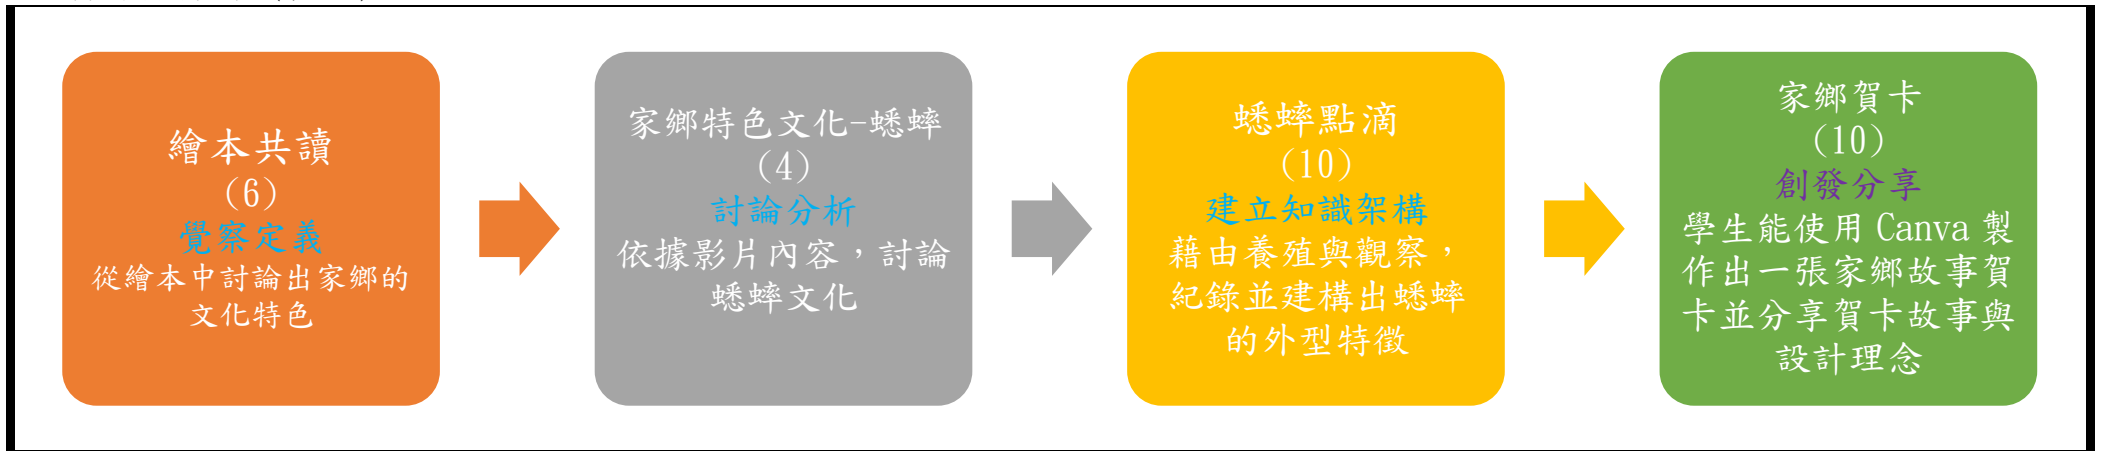 繪本共讀
(6)
覺察定義
從繪本中討論出家鄉的
文化特色
家鄉特色文化-蟋蟀
(4)
討論分析
依據影片內容，討論
蟋蟀文化
蟋蟀點滴
(10)
建立知識架構
藉由養殖與觀察，
紀錄並建構出蟋蟀
的外型特徵
家鄉賀卡
(10)
創發分享
學生能使用 Canva 製
作出一張家鄉故事賀
卡並分享賀卡故事與
設計理念